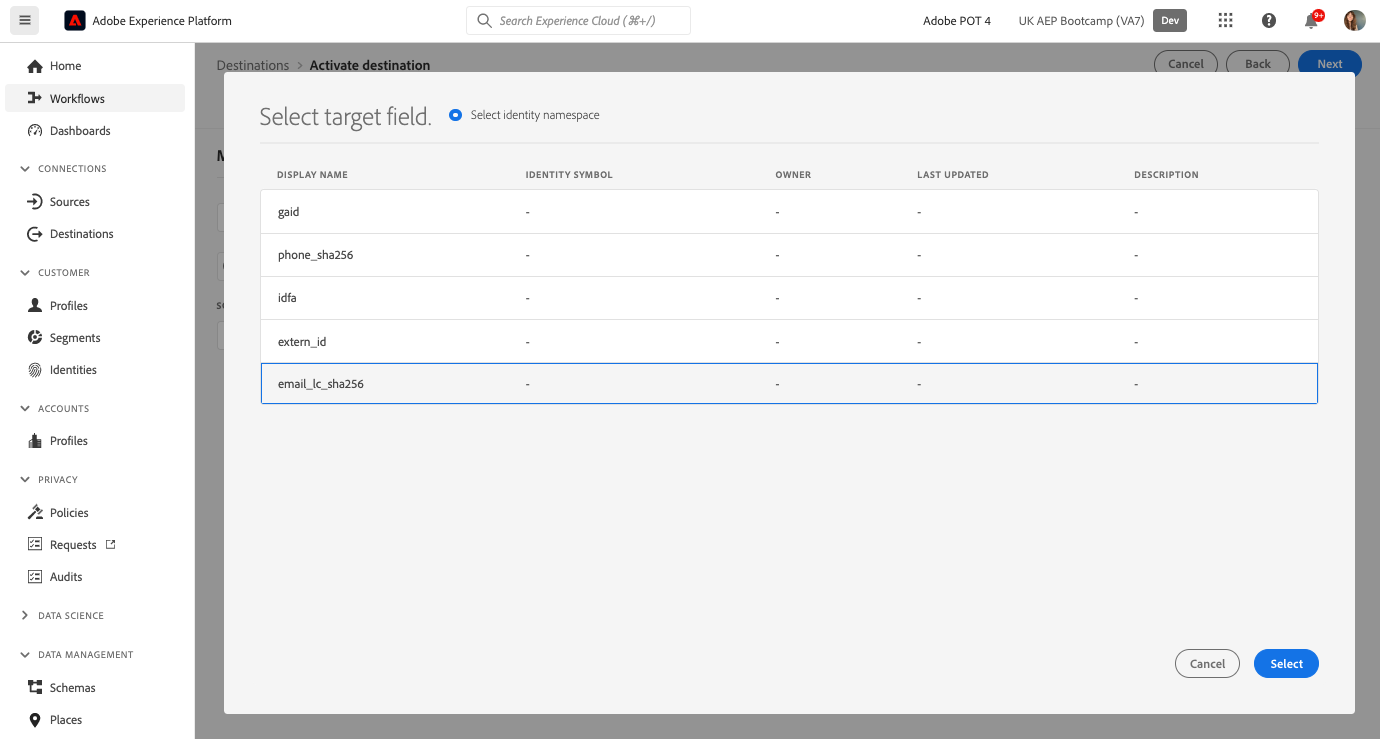 Adobe Experience Platform
Search Experience Cloud (⌘+/)
Adobe POT 4
UK AEP Bootcamp (VA7)
Dev
9+
Home
Workflows
Dashboards
CONNECTIONS
Sources
Destinations
CUSTOMER
Profiles
Segments
Identities
ACCOUNTS
Profiles
PRIVACY
Policies
Requests
Audits
DATA SCIENCE
DATA MANAGEMENT
Schemas
Places
Destinations > Activate destination
Cancel
Back
Next
Select target field.
Select identity namespace
DISPLAY NAME IDENTITY SYMBOL OWNER LAST UPDATED DESCRIPTION
gaid - - - -
phone_sha256 - - - -
idfa - - - -
extern_id - - - -
email_lc_sha256 - - - -
Cancel
Select